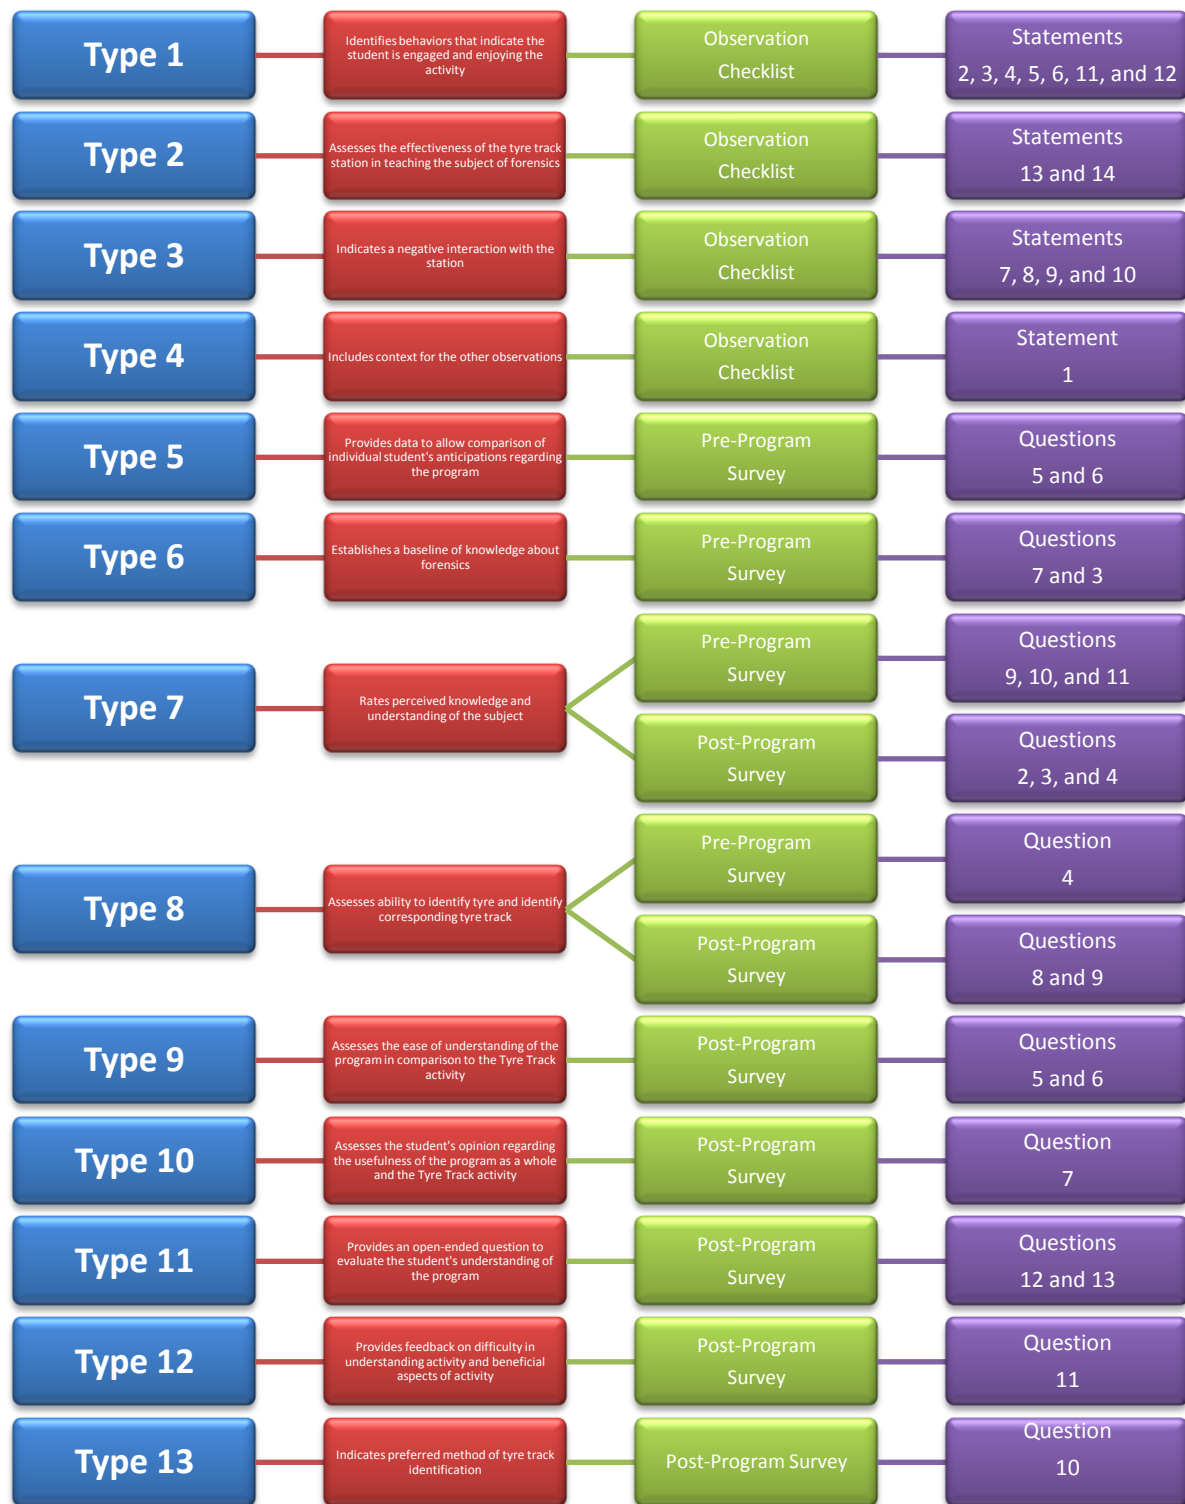 Type 1
Identifies behaviors that indicate the
student is engaged and enjoying the
activity
Observation
Checklist
Statements
2, 3, 4, 5, 6, 11, and 12
Type 2
Assesses the effectiveness of the tyre track
station in teaching the subject of forensics
Observation
Checklist
Statements
13 and 14
Type 3
Indicates a negative interaction with the
station
Observation
Checklist
Statements
7, 8, 9, and 10
Type 4
Includes context for the other observations
Observation
Checklist
Statement
1
Type 5
Provides data to allow comparison of
individual student's anticipations regarding
the program
Pre-Program
Survey
Questions
5 and 6
Type 6
Establishes a baseline of knowledge about
forensics
Pre-Program
Survey
Questions
7 and 3
Type 7
Rates perceived knowledge and
understanding of the subject
Pre-Program
Survey
Questions
9, 10, and 11
Post-Program
Survey
Questions
2, 3, and 4
Type 8
Assesses ability to identify tyre and identify
corresponding tyre track
Pre-Program
Survey
Question
4
Post-Program
Survey
Questions
8 and 9
Type 9
Assesses the ease of understanding of the
program in comparison to the Tyre Track
activity
Post-Program
Survey
Questions
5 and 6
Type 10
Assesses the student's opinion regarding
the usefulness of the program as a whole
and the Tyre Track activity
Post-Program
Survey
Question
7
Type 11
Provides an open-ended question to
evaluate the student's understanding of
the program
Post-Program
Survey
Questions
12 and 13
Type 12
Provides feedback on difficulty in
understanding activity and beneficial
aspects of activity
Post-Program
Survey
Question
11
Type 13
Indicates preferred method of tyre track
identification
Post-Program Survey
Question
10